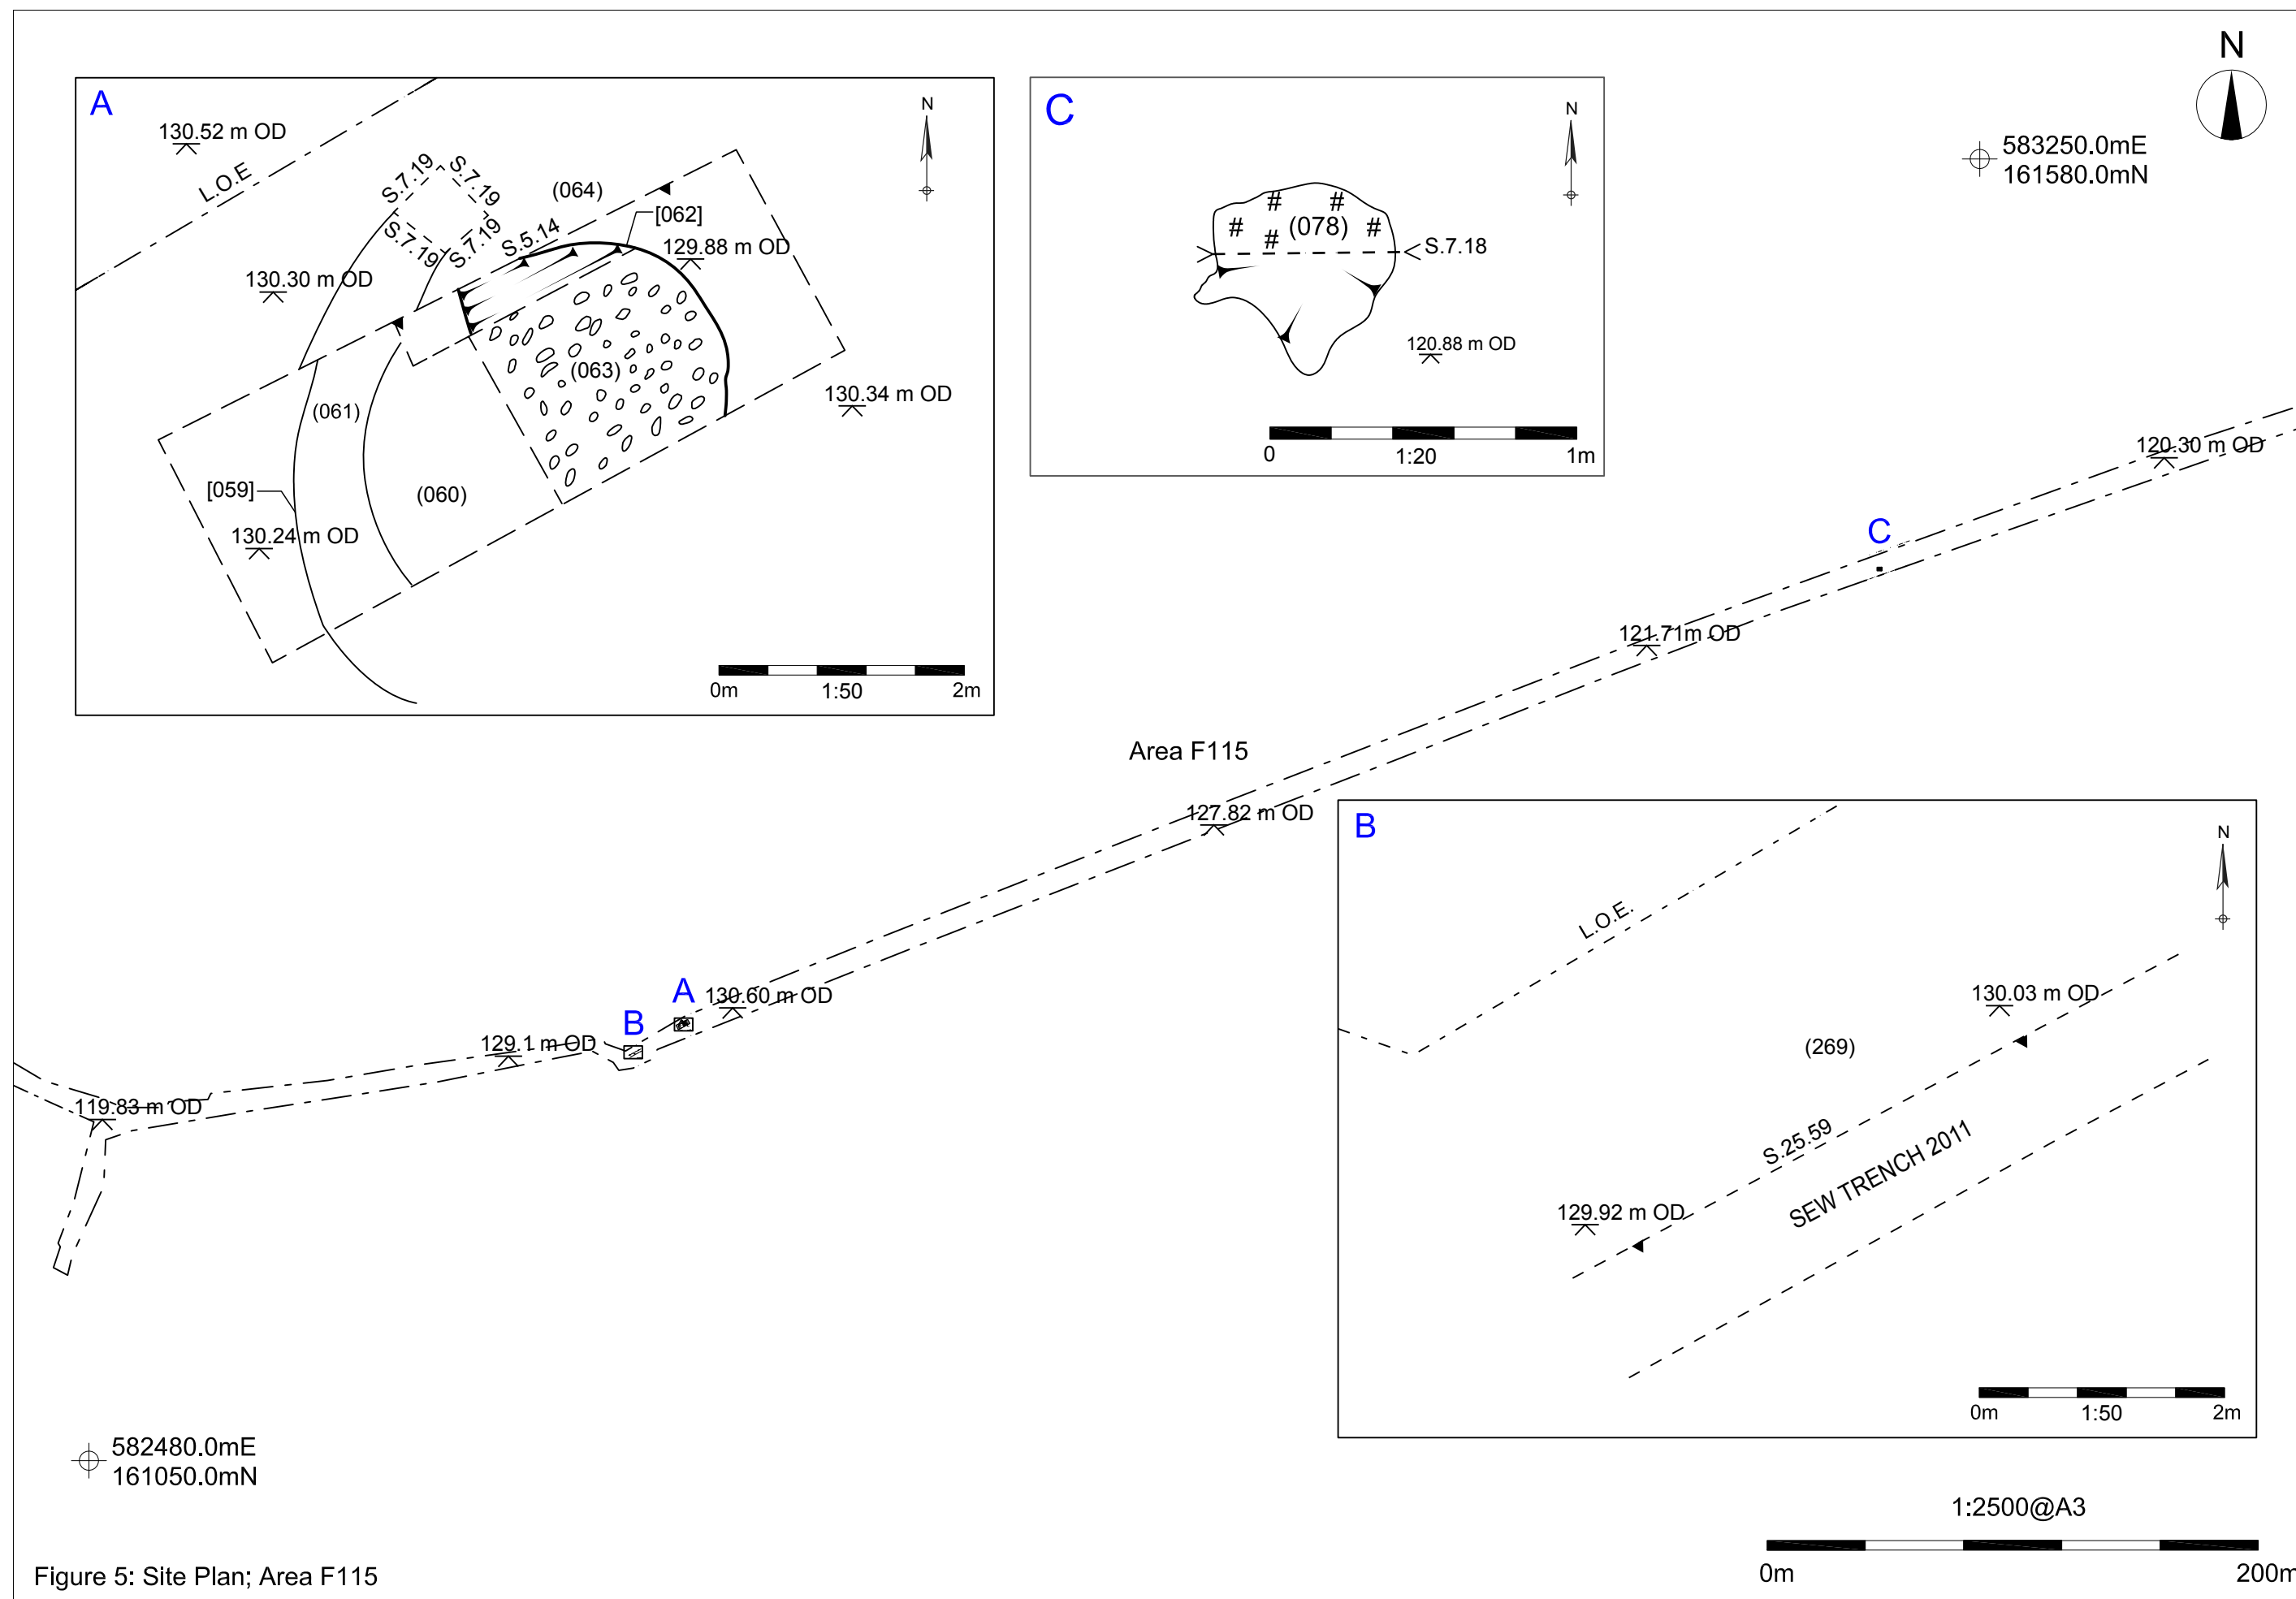 N
583250.0mE
161580.0mN
A
N
130.52 m OD
L.O.E
S.7.19
S.7.19
S.7.19
S.7.19
S.5.14
(064)
[062]
129.88 m OD
130.30 m OD
(063)
130.34 m OD
(061)
[059]
(060)
130.24 m OD
0m
1:50
2m
C
N
# # # # #
(078)
S.7.18
120.88 m OD
0
1:20
1m
120.30 m OD
C
121.71m OD
Area F115
127.82 m OD
A
130.60 m OD
B
129.1 m OD
119.83 m OD
B
N
L.O.E.
130.03 m OD
(269)
S.25.59
SEW TRENCH 2011
129.92 m OD
0m
1:50
2m
582480.0mE
161050.0mN
1:2500@A3
0m
200m
Figure 5: Site Plan; Area F115